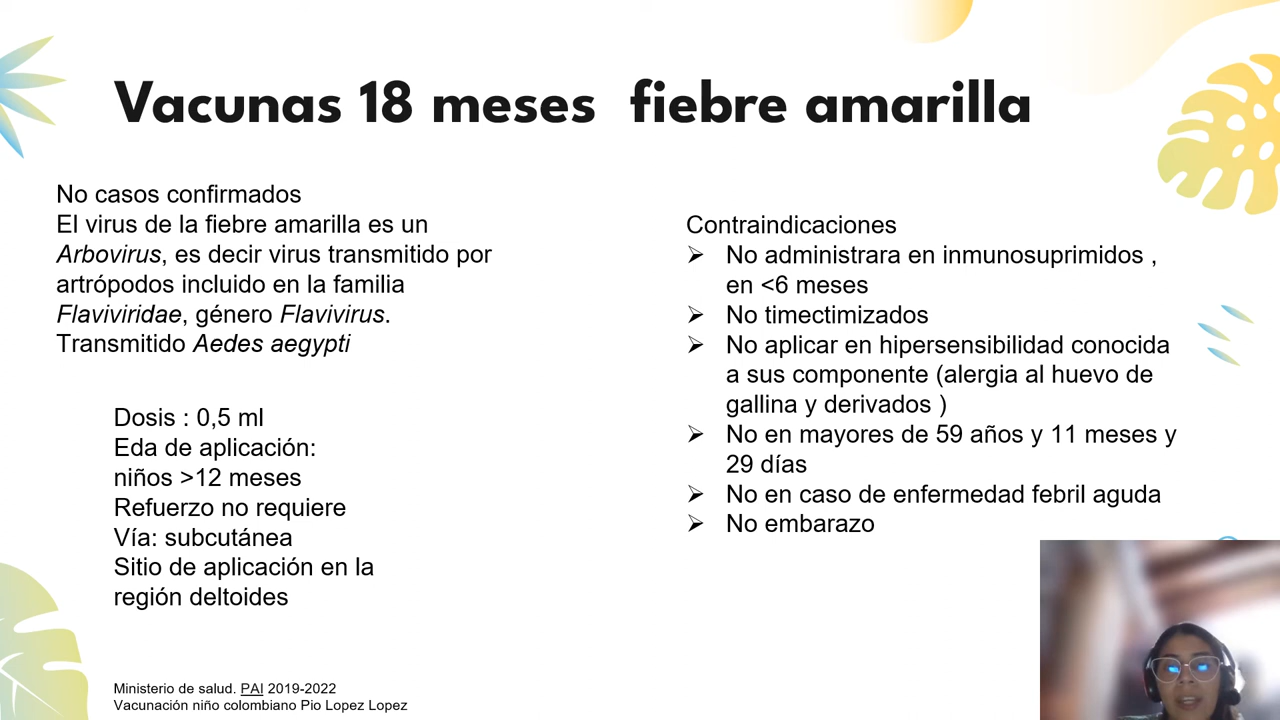 Vacunas 18 meses fiebre amarilla
No casos confirmados
El virus de la fiebre amarilla es un
Arbovirus, es decir virus transmitido por
artrópodos incluido en la familia
Flaviviridae, género Flavivirus.
Transmitido Aedes aegypti
Dosis : 0,5 ml
Eda de aplicación:
niños >12 meses
Refuerzo no requiere
Vía: subcutánea
Sitio de aplicación en la
región deltoides
Contraindicaciones
➢ No administrara en inmunosuprimidos ,
en <6 meses
➢ No timectimizados
➢ No aplicar en hipersensibilidad conocida
a sus componente (alergia al huevo de
gallina y derivados )
➢ No en mayores de 59 años y 11 meses y
29 días
➢ No en caso de enfermedad febril aguda
➢ No embarazo
Ministerio de salud. PAI 2019-2022
Vacunación niño colombiano Pio Lopez Lopez